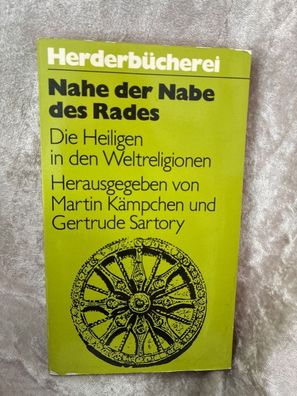 Herderbücherei
Nahe der Nabe
des Rades
Die Heiligen
in den Weltreligionen
Herausgegeben von
Martin Kämpchen und
Gertrude Sartory